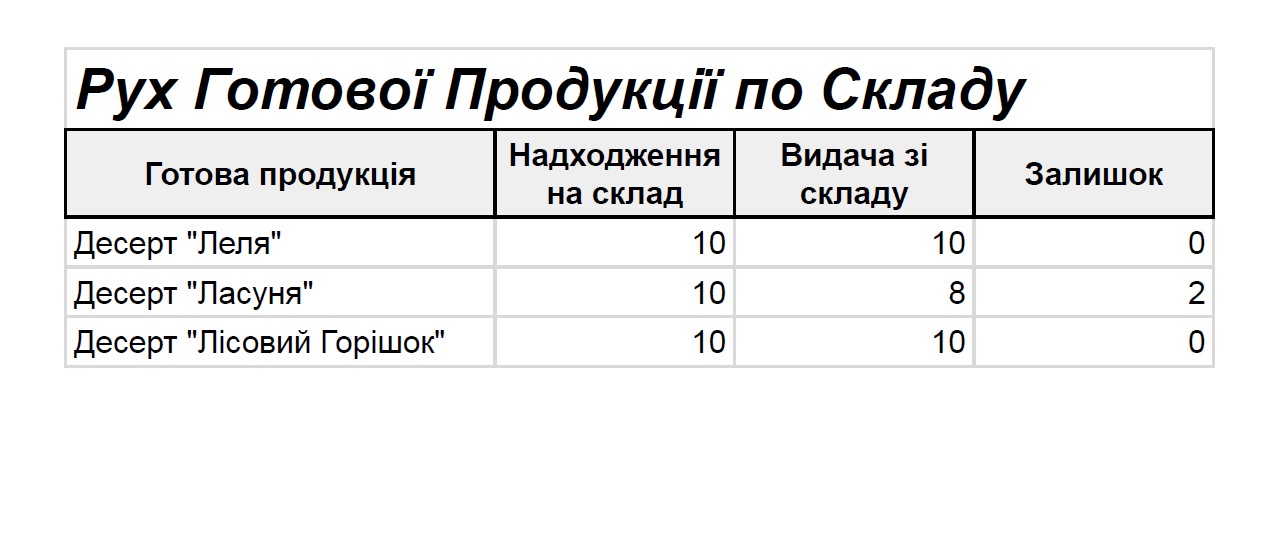 Рух Готової Продукції по Складу
Готова продукція Надходження на склад Видача зі складу Залишок
Десерт "Леля" 10 10 0
Десерт "Ласуня" 10 8 2
Десерт "Лісовий Горішок" 10 10 0